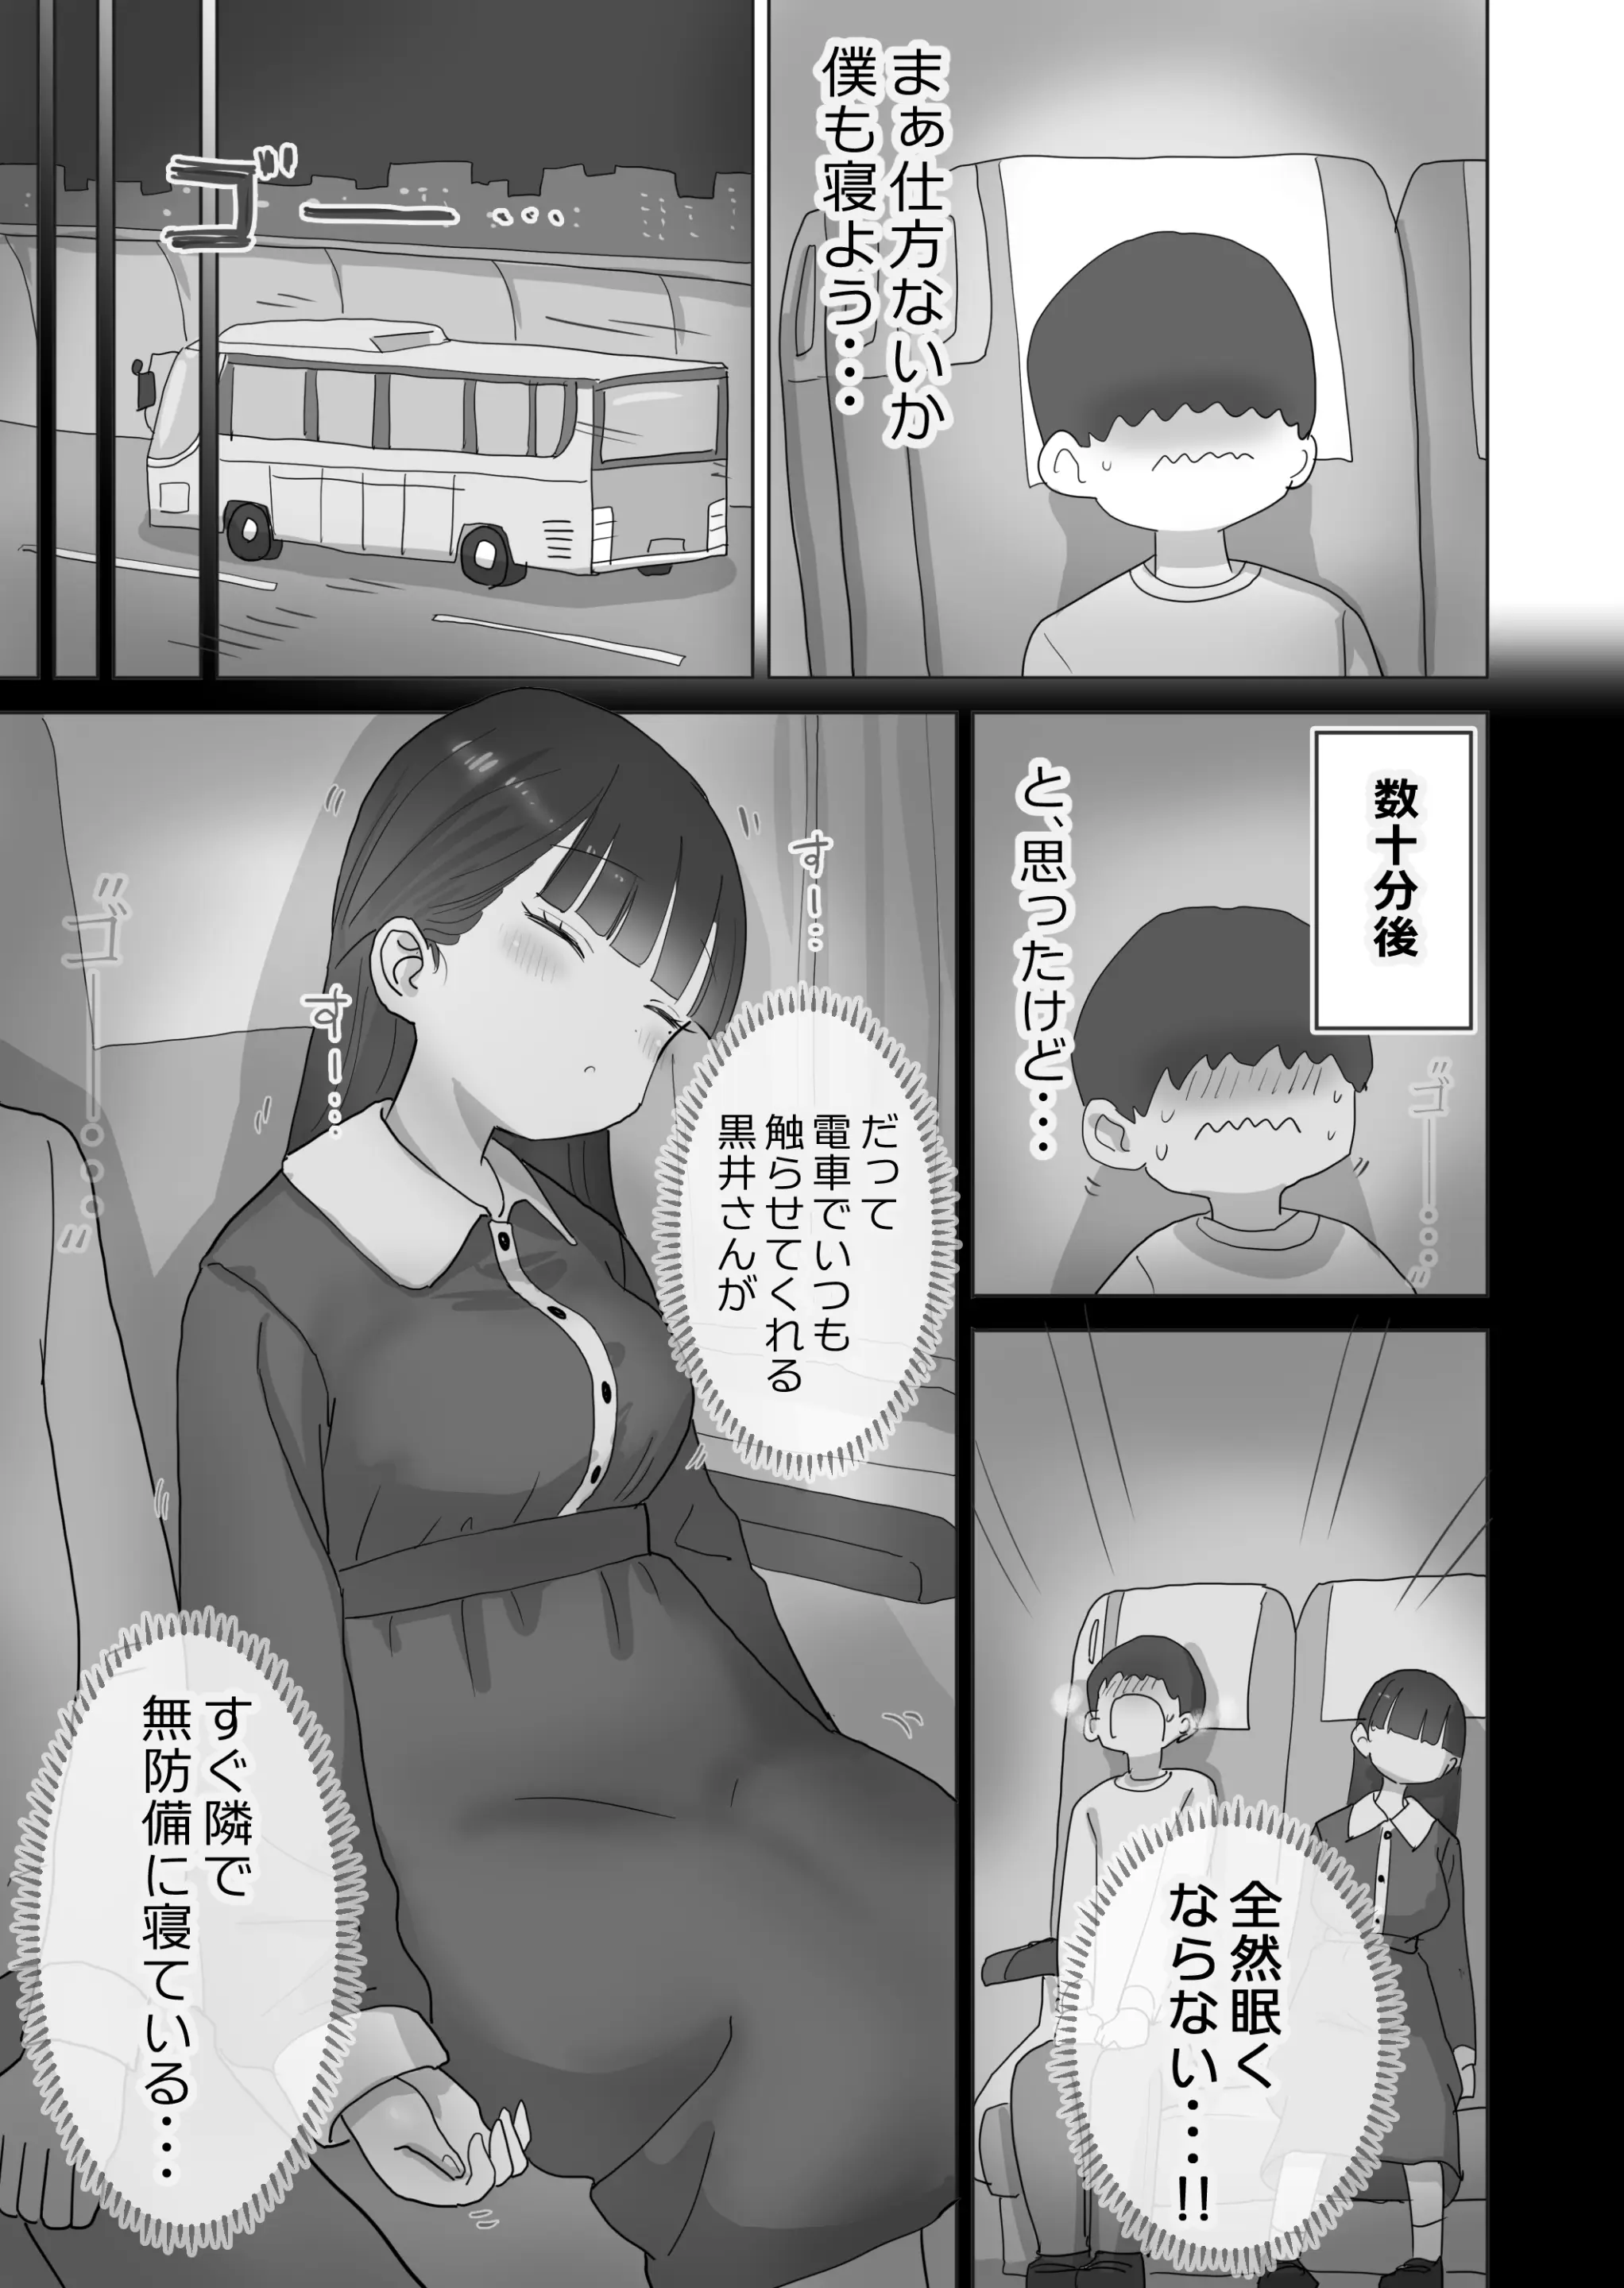 まぁ仕方ないか
僕も寝よう・・・
ゴー・・・
数十分後
と、思ったけど・・・
ゴー・・・
全然眠く
ならない・・・!!
すー・・
すー・・・
だって
電車でいつも
触らせてくれる
黒井さんが
ゴー・・・
すぐ隣で
無防備に寝ている・・・